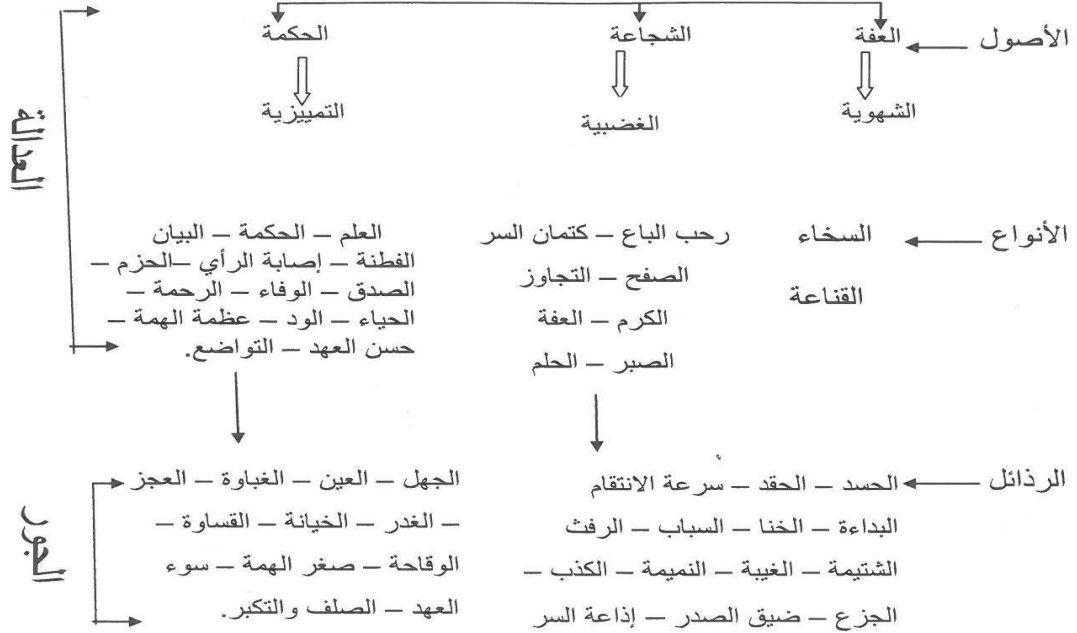 الأصول
العفة
الشجاعة
الحكمة
الشهوية
الغضبية
التمييزية
العدالة
الأنواع
السخاء
القناعة
رحب الباع – كتمان السر
الصفح – التجاوز
الكرم – العفة
الصبر – الحلم
العلم – الحكمة – البيان
الفطنة – إصابة الرأي –الحزم –
الصدق – الوفاء – الرحمة –
الحياء – الود – عظمة الهمة –
حسن العهد – التواضع.
الرذائل
الحسد – الحقد – سرعة الانتقام
البداءة – الخنا – السباب – الرفث
الشتيمة – الغيبة – النميمة – الكذب –
الجزع – ضيق الصدر – إذاعة السر
الجهل – العين – الغباوة – العجز
– الغدر – الخيانة – القساوة –
الوقاحة – صغر الهمة – سوء
العهد – الصلف والتكبر.
الجور